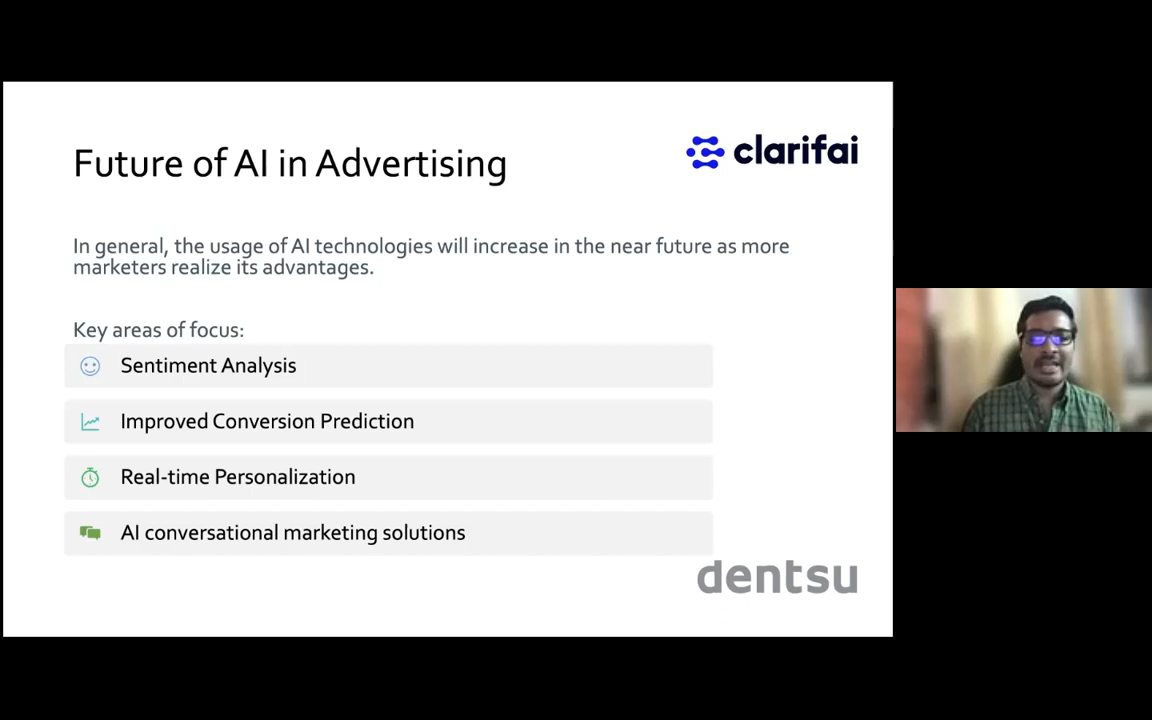 Future of AI in Advertising
clarifai
In general, the usage of AI technologies will increase in the near future as more
marketers realize its advantages.
Key areas of focus:
Sentiment Analysis
Improved Conversion Prediction
Real-time Personalization
AI conversational marketing solutions
dentsu